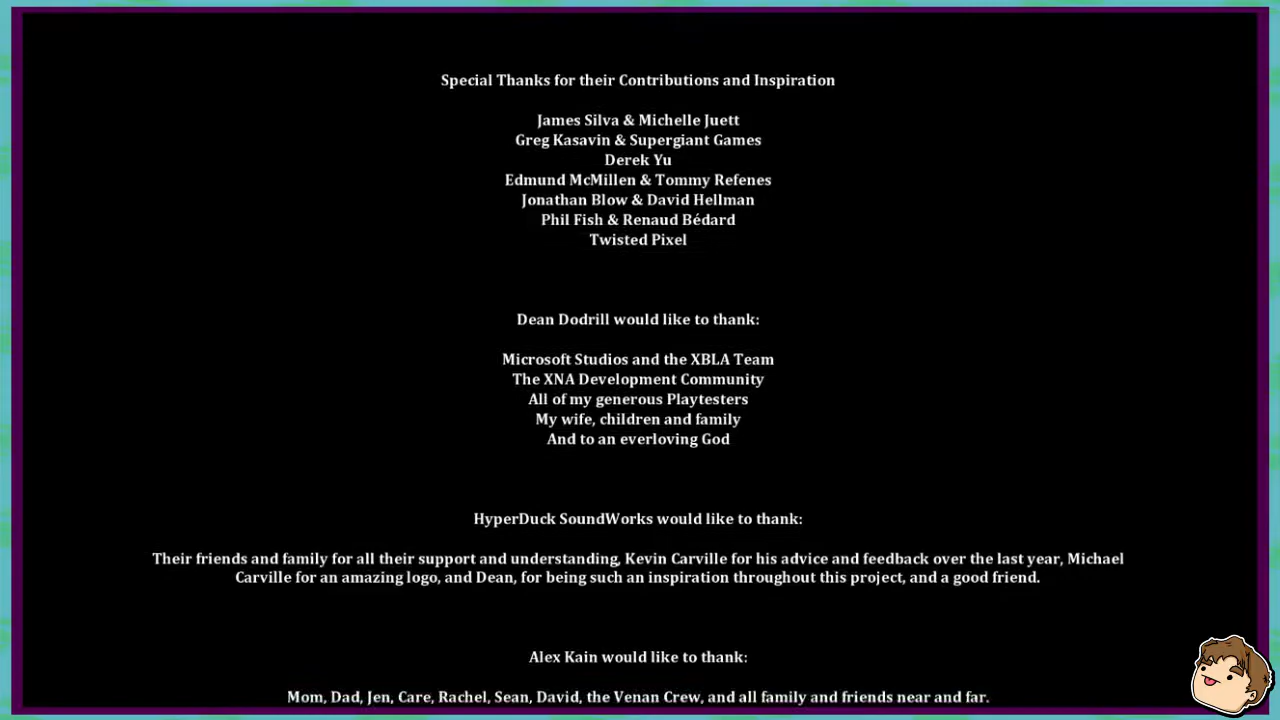 Special Thanks for their Contributions and Inspiration
James Silva & Michelle Juett
Greg Kasavin & Supergiant Games
Derek Yu
Edmund McMillen & Tommy Refenes
Jonathan Blow & David Hellman
Phil Fish & Renaud Bédard
Twisted Pixel
Dean Dodrill would like to thank:
Microsoft Studios and the XBLA Team
The XNA Development Community
All of my generous Playtesters
My wife, children and family
And to an everloving God
HyperDuck SoundWorks would like to thank:
Their friends and family for all their support and understanding, Kevin Carville for his advice and feedback over the last year, Michael
Carville for an amazing logo, and Dean, for being such an inspiration throughout this project, and a good friend.
Alex Kain would like to thank:
Mom, Dad, Jen, Care, Rachel, Sean, David, the Venan Crew, and all family and friends near and far.